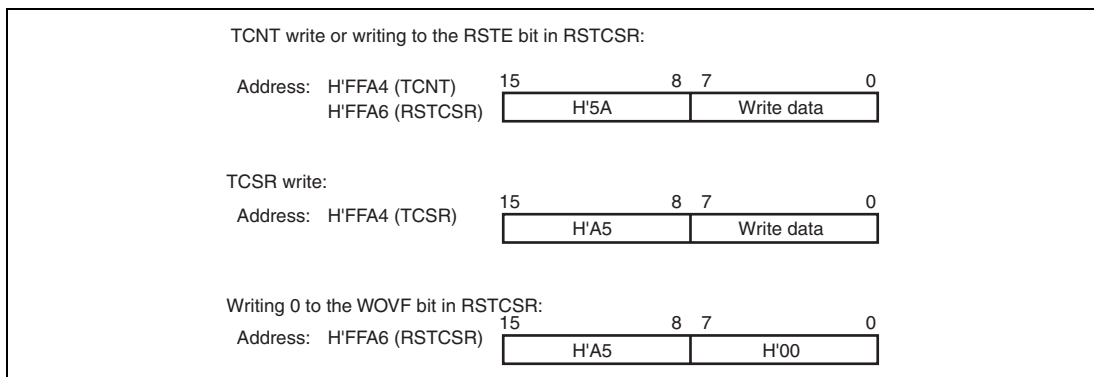 TCNT write or writing to the RSTE bit in RSTCSR:
15 8 7 0
Address: H'FFA4 (TCNT)
H'FFA6 (RSTCSR) H'5A Write data
TCSR write:
15 8 7 0
Address: H'FFA4 (TCSR) H'A5 Write data
Writing 0 to the WOVF bit in RSTCSR:
15 8 7 0
Address: H'FFA6 (RSTCSR) H'A5 H'00